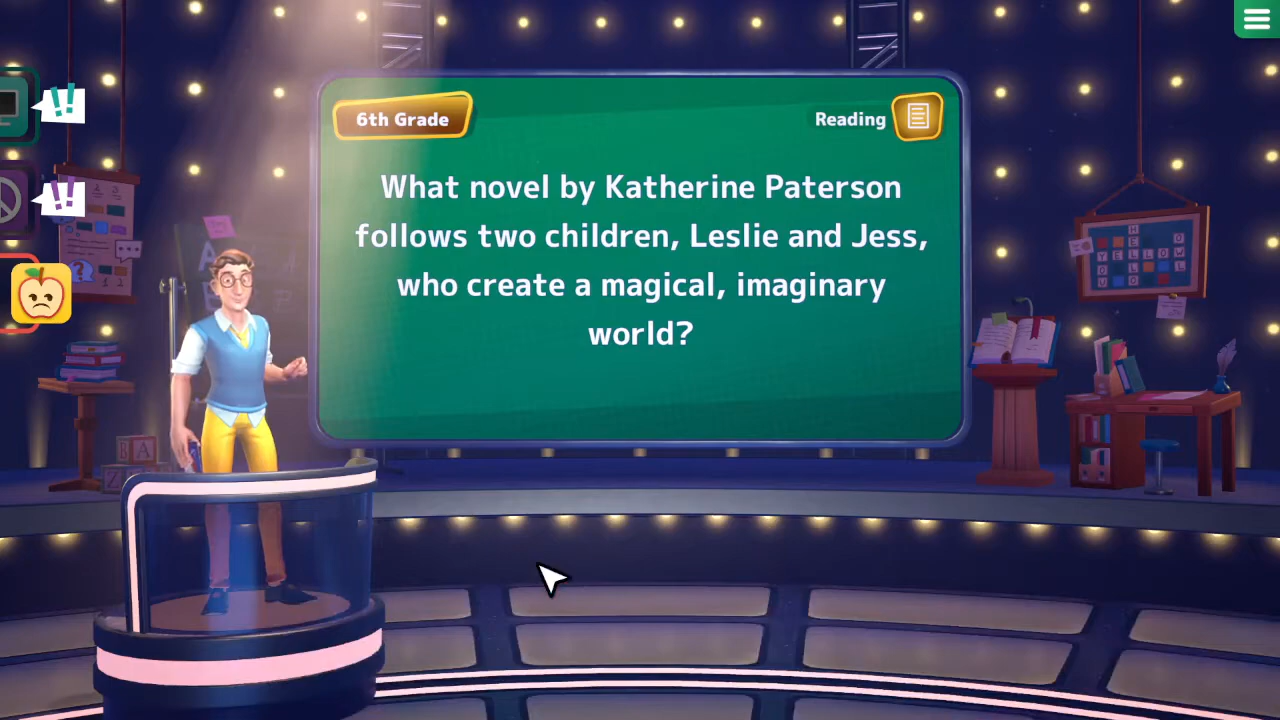 !!
6th Grade
Reading
What novel by Katherine Paterson
follows two children, Leslie and Jess,
who create a magical, imaginary
world?
!!
H
E
YELLOW
L
O